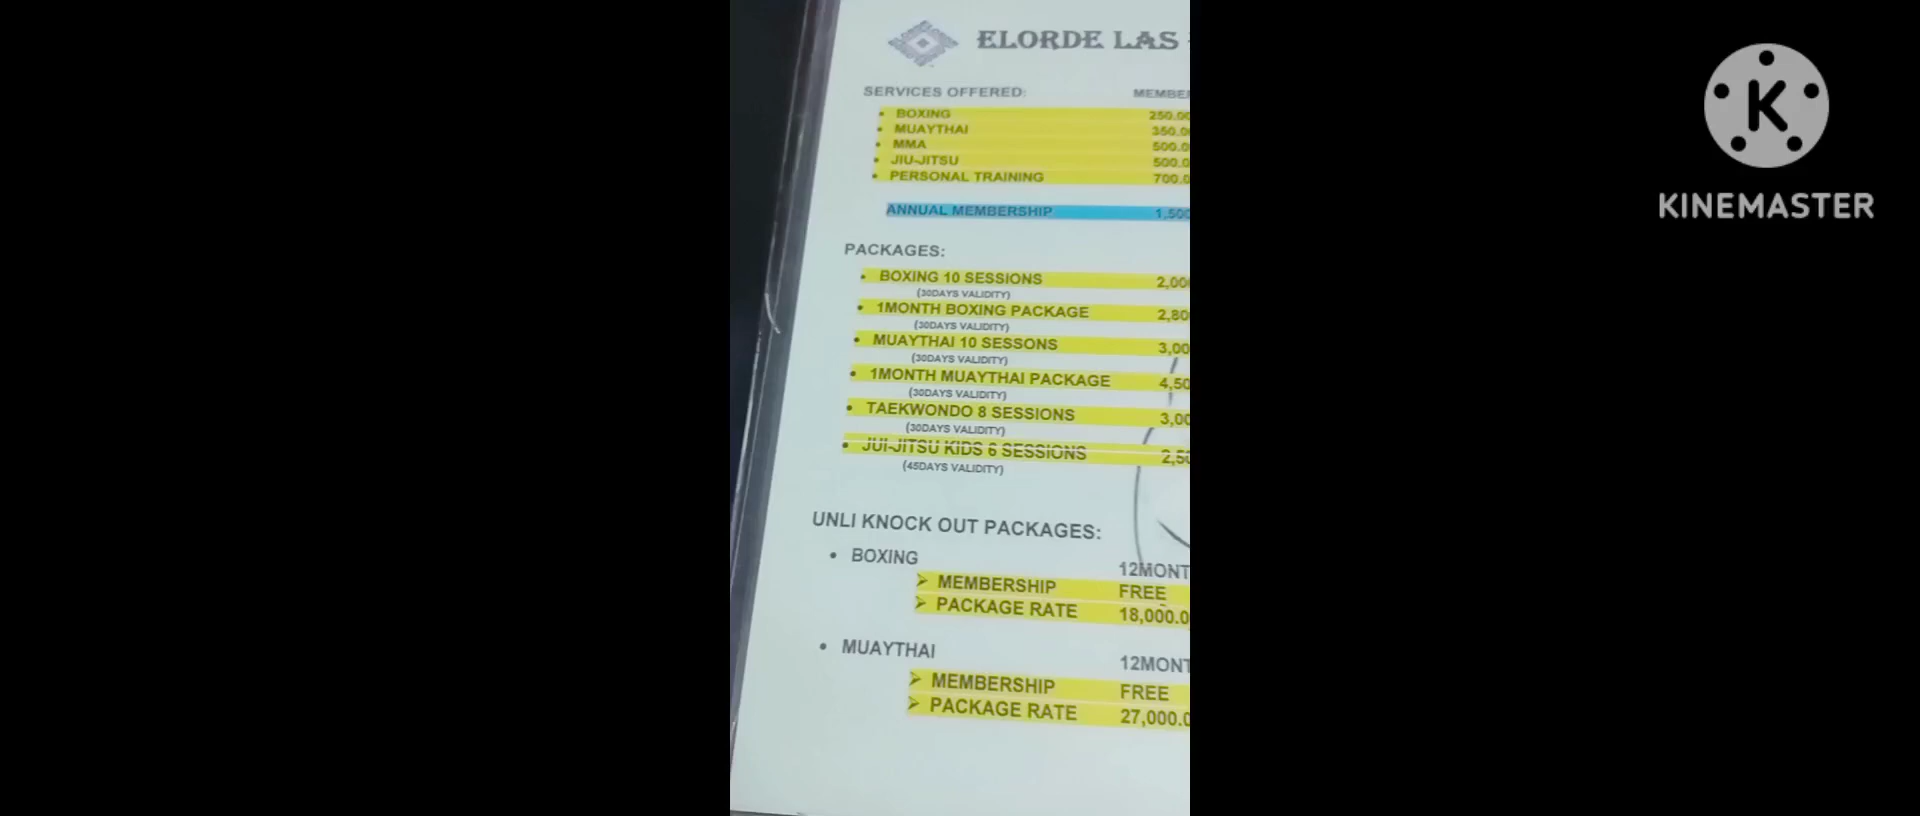 ELORDE LAS
SERVICES OFFERED: MEMBER
• BOXING 250.00
• MUAYTHAI 350.00
• MMA 500.0
• JIU-JITSU 500.0
• PERSONAL TRAINING 700.0
ANNUAL MEMBERSHIP 1,500
PACKAGES:
• BOXING 10 SESSIONS 2,000
(30DAYS VALIDITY)
• 1MONTH BOXING PACKAGE 2,80
(30DAYS VALIDITY)
• MUAYTHAI 10 SESSONS 3,00
(30DAYS VALIDITY)
• 1MONTH MUAYTHAI PACKAGE 4,50
(30DAYS VALIDITY)
• TAEKWONDO 8 SESSIONS 3,00
(30DAYS VALIDITY)
• JUI-JITSU KIDS 6 SESSIONS 2,50
(45DAYS VALIDITY)
UNLI KNOCK OUT PACKAGES:
• BOXING 12MONT
➢ MEMBERSHIP FREE
➢ PACKAGE RATE 18,000.0
• MUAYTHAI 12MONT
➢ MEMBERSHIP FREE
➢ PACKAGE RATE 27,000.0
K
KINEMASTER